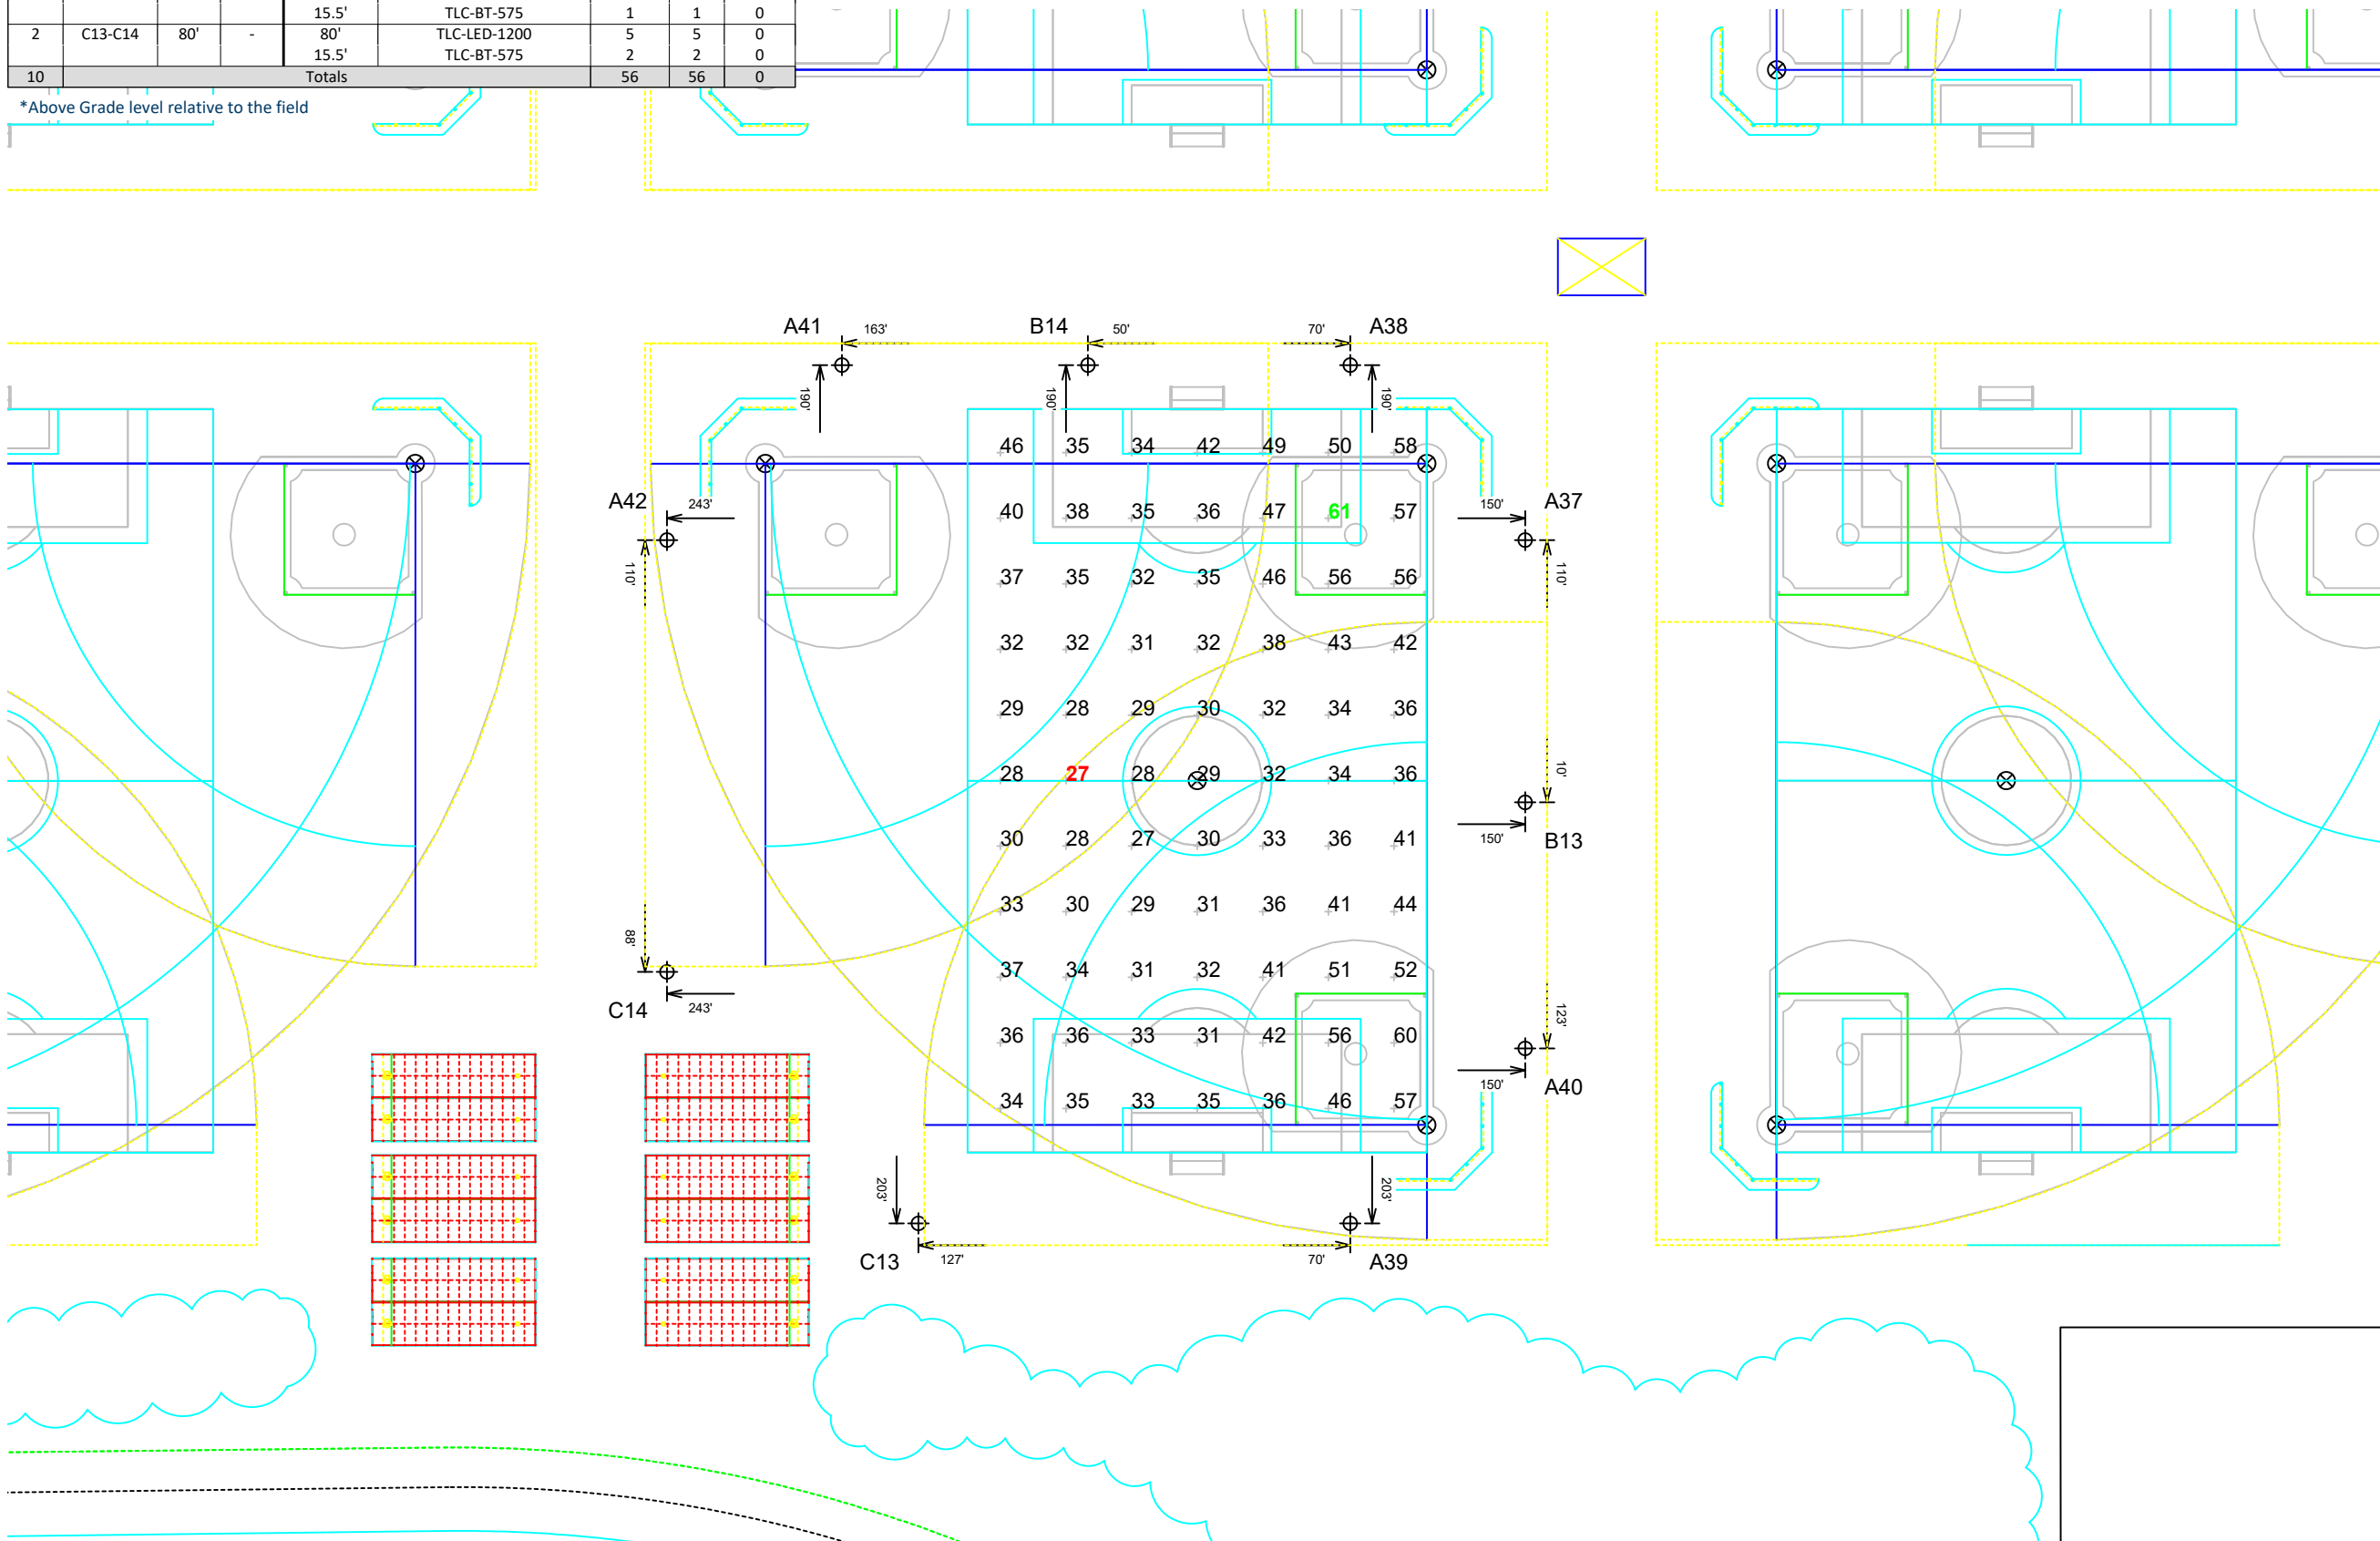 15.5' TLC-BT-575 1 1 0
2 C13-C14 80' - 80' TLC-LED-1200 5 5 0
15.5' TLC-BT-575 2 2 0
10 Totals 56 56 0
*Above Grade level relative to the field
A41 163' B14 50' 70' A38
190' 190' 190'
46 35 34 42 49 50 58
A42 243' 150' A37
40 38 35 36 47 61 57
110' 110'
37 35 32 35 46 56 56
32 32 31 32 38 43 42
29 28 29 30 32 34 36
10'
28 27 28 29 32 34 36
30 28 27 30 33 36 41
150' B13
33 30 29 31 36 41 44
88'
37 34 31 32 41 51 52
C14 243'
123'
36 36 33 31 42 56 60
150' A40
34 35 33 35 36 46 57
203' 203'
C13 127' 70' A39